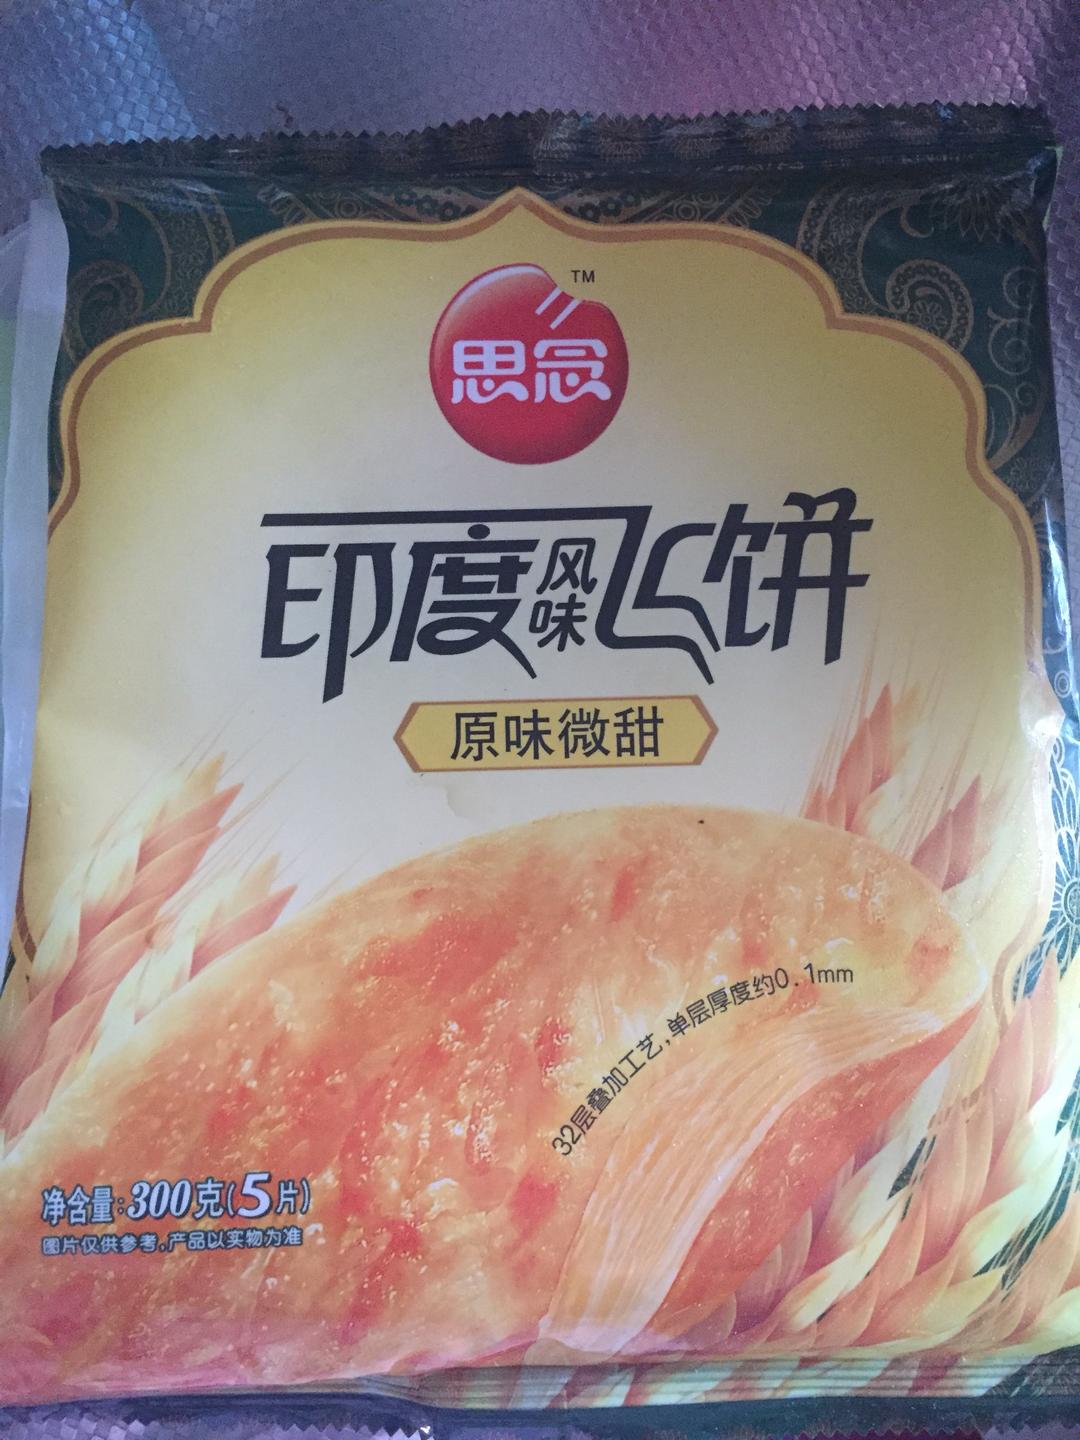 思念 TM
印度风味飞饼
原味微甜
32层叠加工艺,单层厚度约0.1mm
净含量:300克(5片)
图片仅供参考,产品以实物为准